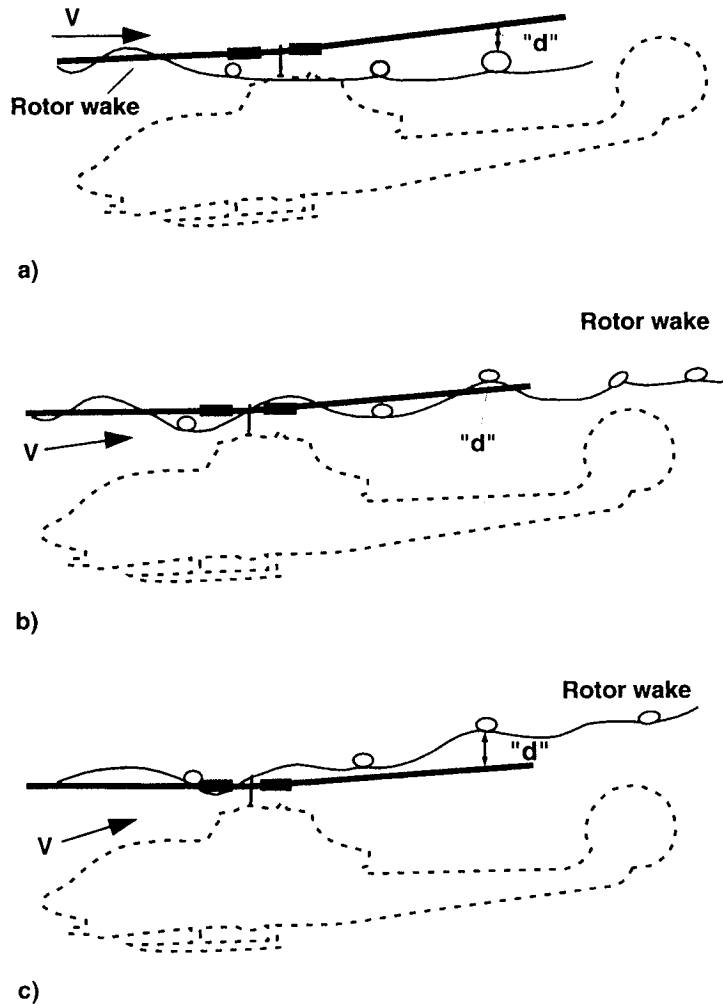 V
"d"
Rotor wake
a)
Rotor wake
V
"d"
b)
Rotor wake
"d"
V
c)